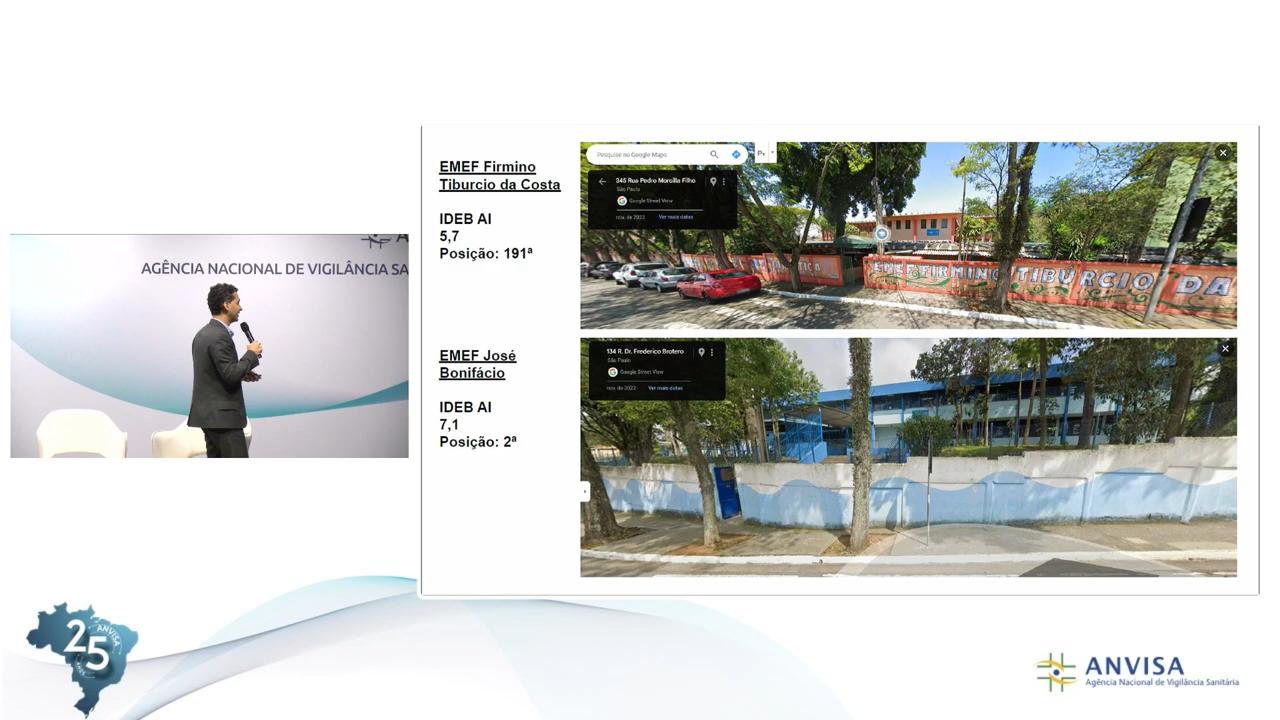 AGÊNCIA NACIONAL DE VIGILÂNCIA SA
EMEF Firmino
Tiburcio da Costa
IDEB AI
5,7
Posição: 191ª
EMEF José
Bonifácio
IDEB AI
7,1
Posição: 2ª
Pesquise no Google Maps
345 Rua Pedro Morcilla Filho
São Paulo
Google Street View
nov. de 2023
Ver mais datas
EMEF FIRMINO TIBURCIO DA
134 R. Dr. Frederico Brotero
São Paulo
Google Street View
nov. de 2022
Ver mais datas
25
ANVISA
ANVISA
Agência Nacional de Vigilância Sanitária